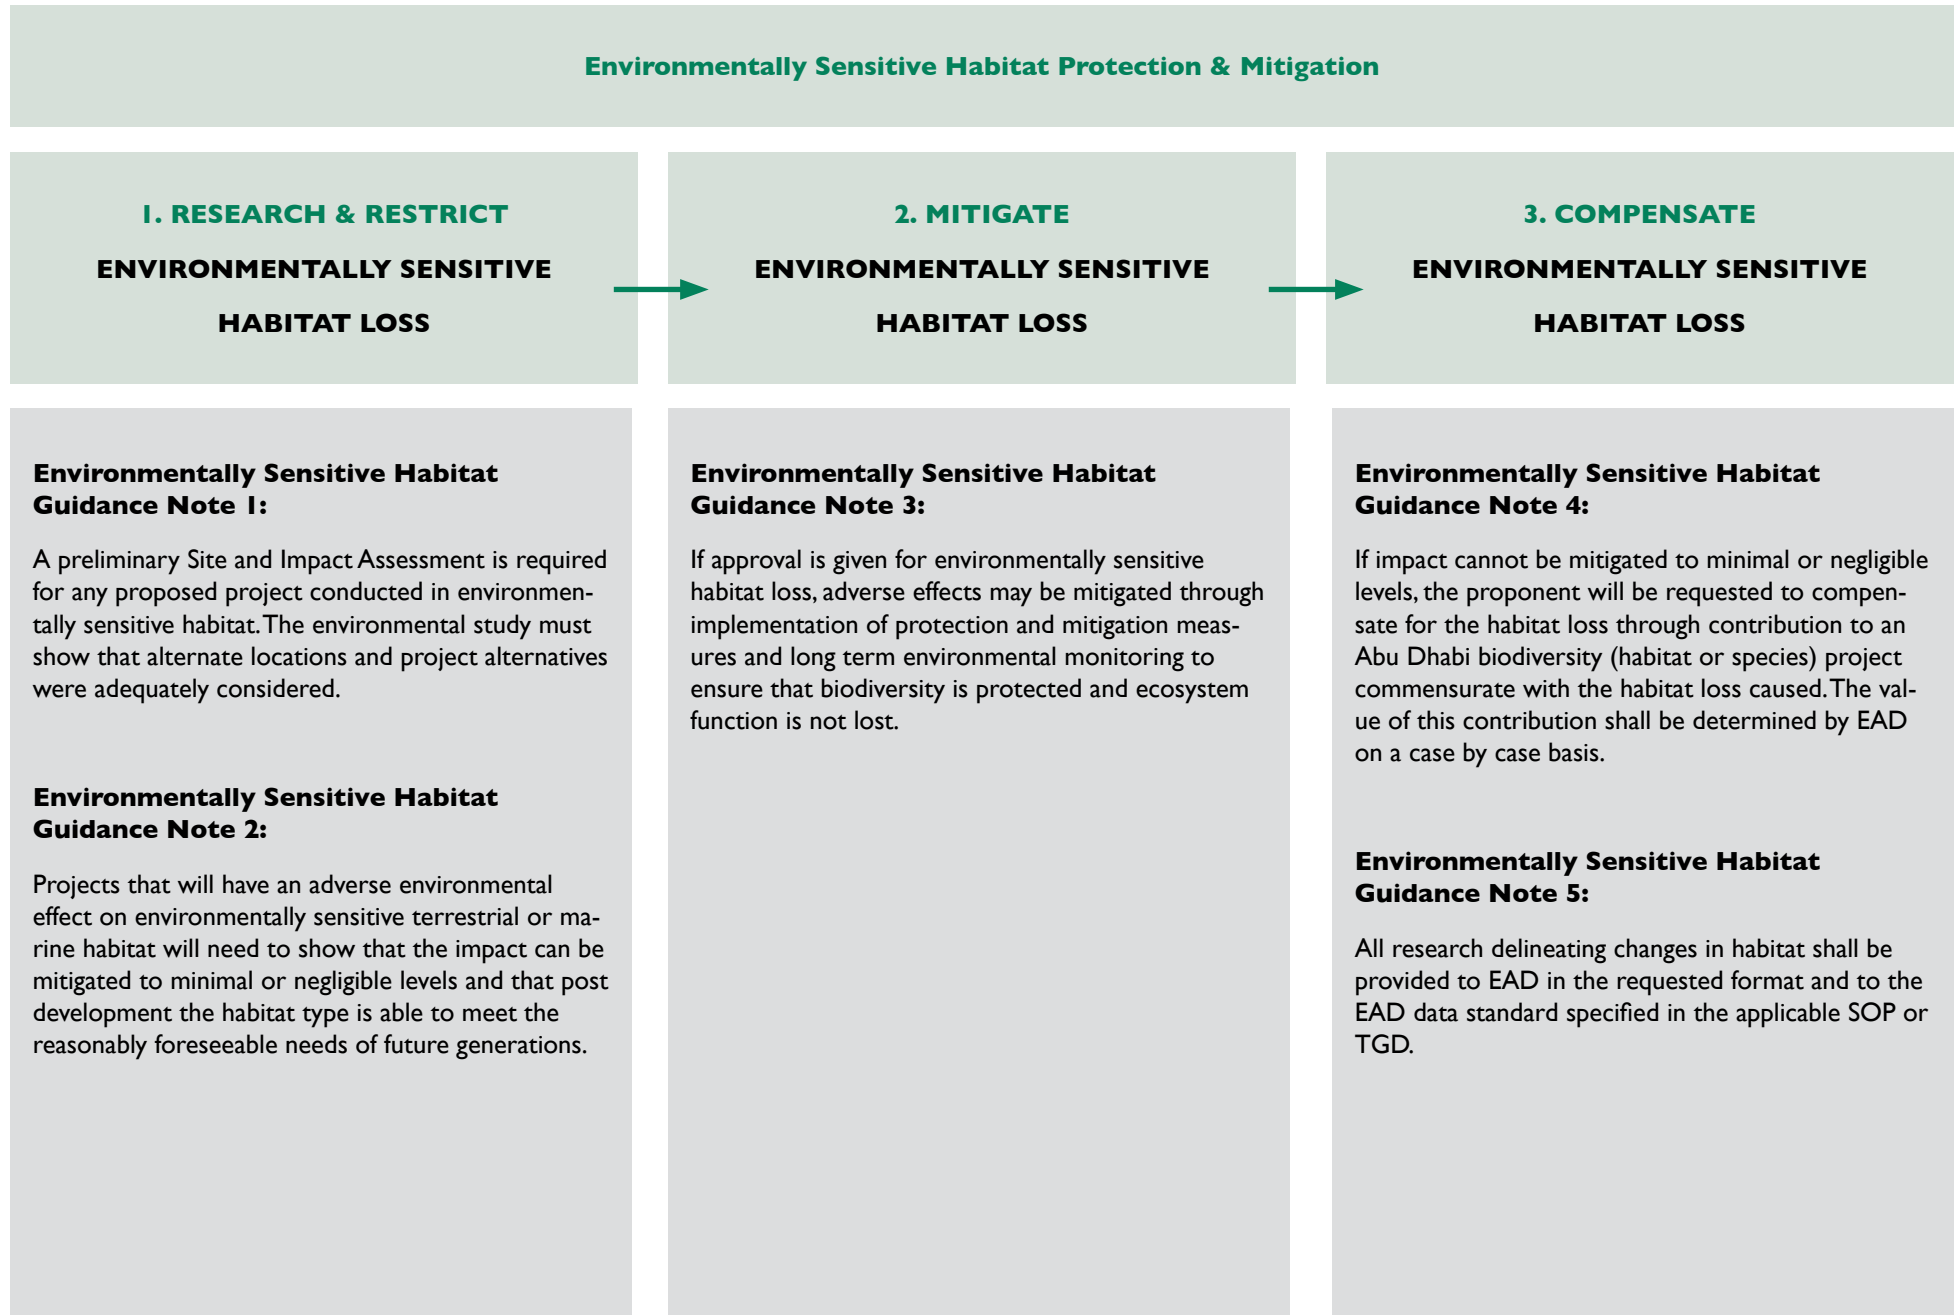 Environmentally Sensitive Habitat Protection & Mitigation
1. RESEARCH & RESTRICT
ENVIRONMENTALLY SENSITIVE
HABITAT LOSS
2. MITIGATE
ENVIRONMENTALLY SENSITIVE
HABITAT LOSS
3. COMPENSATE
ENVIRONMENTALLY SENSITIVE
HABITAT LOSS
Environmentally Sensitive Habitat
Guidance Note 1:
A preliminary Site and Impact Assessment is required
for any proposed project conducted in environmen-
tally sensitive habitat. The environmental study must
show that alternate locations and project alternatives
were adequately considered.
Environmentally Sensitive Habitat
Guidance Note 2:
Projects that will have an adverse environmental
effect on environmentally sensitive terrestrial or ma-
rine habitat will need to show that the impact can be
mitigated to minimal or negligible levels and that post
development the habitat type is able to meet the
reasonably foreseeable needs of future generations.
Environmentally Sensitive Habitat
Guidance Note 3:
If approval is given for environmentally sensitive
habitat loss, adverse effects may be mitigated through
implementation of protection and mitigation meas-
ures and long term environmental monitoring to
ensure that biodiversity is protected and ecosystem
function is not lost.
Environmentally Sensitive Habitat
Guidance Note 4:
If impact cannot be mitigated to minimal or negligible
levels, the proponent will be requested to compen-
sate for the habitat loss through contribution to an
Abu Dhabi biodiversity (habitat or species) project
commensurate with the habitat loss caused. The val-
ue of this contribution shall be determined by EAD
on a case by case basis.
Environmentally Sensitive Habitat
Guidance Note 5:
All research delineating changes in habitat shall be
provided to EAD in the requested format and to the
EAD data standard specified in the applicable SOP or
TGD.